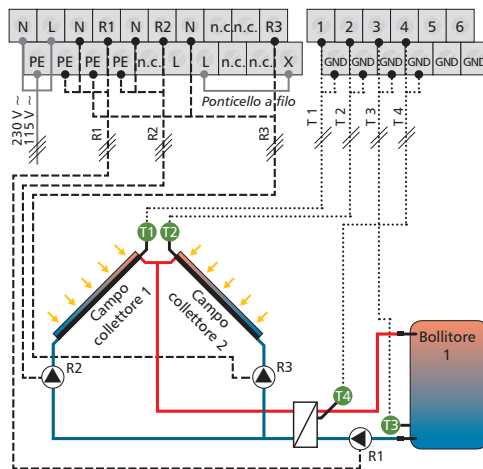 N L N R1 N R2 N n.c. n.c. R3
PE PE PE PE n.c. L L n.c. n.c. X
1 2 3 4 5 6
GND GND GND GND GND GND
Ponticello a filo
230 V ~
115 V ~
R1
R2
R3
T 1
T 2
T 3
T 4
T1
T2
Campo
collettore 1
Campo
collettore 2
Bollitore
1
R2
R3
T4
T3
R1